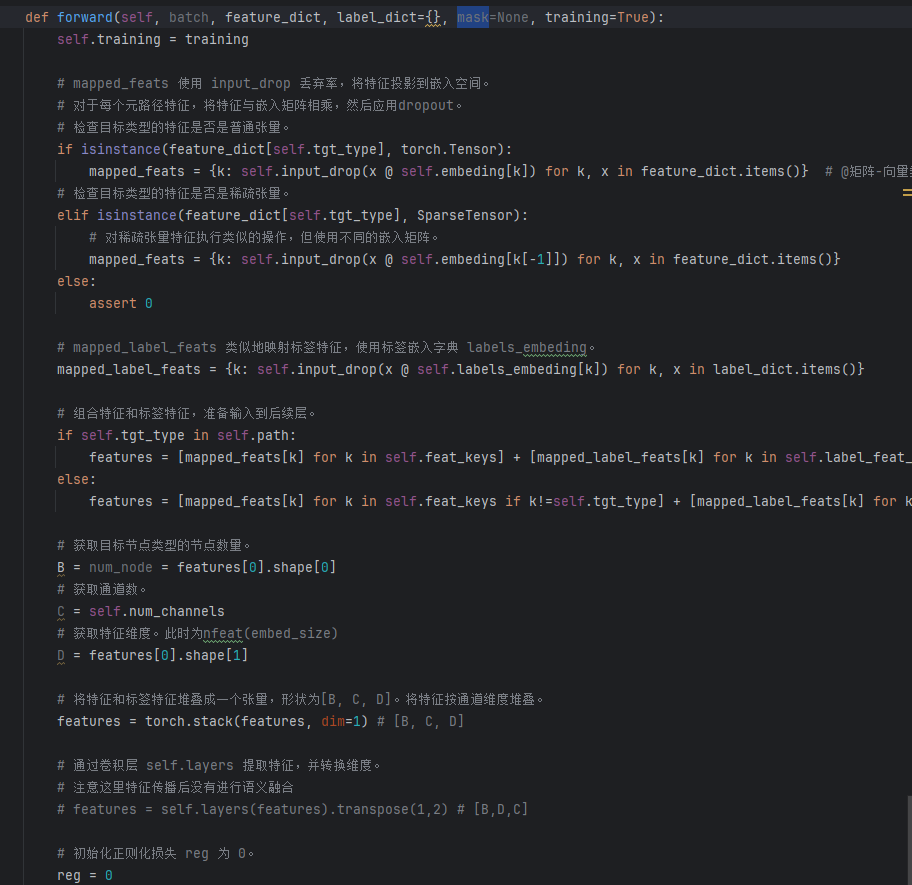 def forward(self, batch, feature_dict, label_dict={}, mask=None, training=True):
self.training = training
# mapped_feats 使用 input_drop 丢弃率，将特征投影到嵌入空间。
# 对于每个元路径特征，将特征与嵌入矩阵相乘，然后应用dropout。
# 检查目标类型的特征是否是普通张量。
if isinstance(feature_dict[self.tgt_type], torch.Tensor):
mapped_feats = {k: self.input_drop(x @ self.embeding[k]) for k, x in feature_dict.items()}  # @矩阵-向量
# 检查目标类型的特征是否是稀疏张量。
elif isinstance(feature_dict[self.tgt_type], SparseTensor):
# 对稀疏张量特征执行类似的操作，但使用不同的嵌入矩阵。
mapped_feats = {k: self.input_drop(x @ self.embeding[k[-1]]) for k, x in feature_dict.items()}
else:
assert 0
# mapped_label_feats 类似地映射标签特征，使用标签嵌入字典 labels_embeding。
mapped_label_feats = {k: self.input_drop(x @ self.labels_embeding[k]) for k, x in label_dict.items()}
# 组合特征和标签特征，准备输入到后续层。
if self.tgt_type in self.path:
features = [mapped_feats[k] for k in self.feat_keys] + [mapped_label_feats[k] for k in self.label_feat_
else:
features = [mapped_feats[k] for k in self.feat_keys if k!=self.tgt_type] + [mapped_label_feats[k] for k
# 获取目标节点类型的节点数量。
B = num_node = features[0].shape[0]
# 获取通道数。
C = self.num_channels
# 获取特征维度。此时为nfeat(embed_size)
D = features[0].shape[1]
# 将特征和标签特征堆叠成一个张量，形状为[B, C, D]。将特征按通道维度堆叠。
features = torch.stack(features, dim=1) # [B, C, D]
# 通过卷积层 self.layers 提取特征，并转换维度。
# 注意这里特征传播后没有进行语义融合
# features = self.layers(features).transpose(1,2) # [B,D,C]
# 初始化正则化损失 reg 为 0。
reg = 0